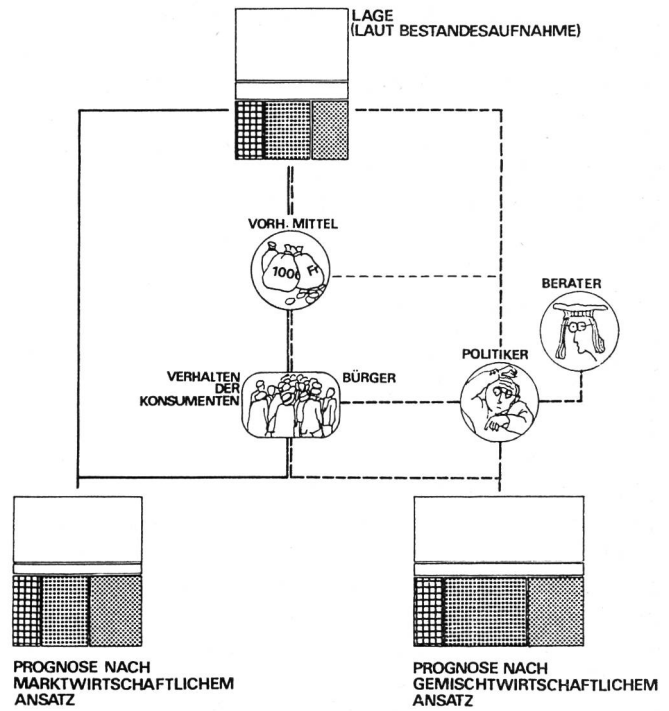 LAGE
(LAUT BESTANDESAUFNAHME)
VORH. MITTEL
100
Fr
BERATER
POLITIKER
VERHALTEN
DER
KONSUMENTEN
BÜRGER
PROGNOSE NACH
MARKTWIRTSCHAFTLICHEM
ANSATZ
PROGNOSE NACH
GEMISCHTWIRTSCHAFTLICHEM
ANSATZ